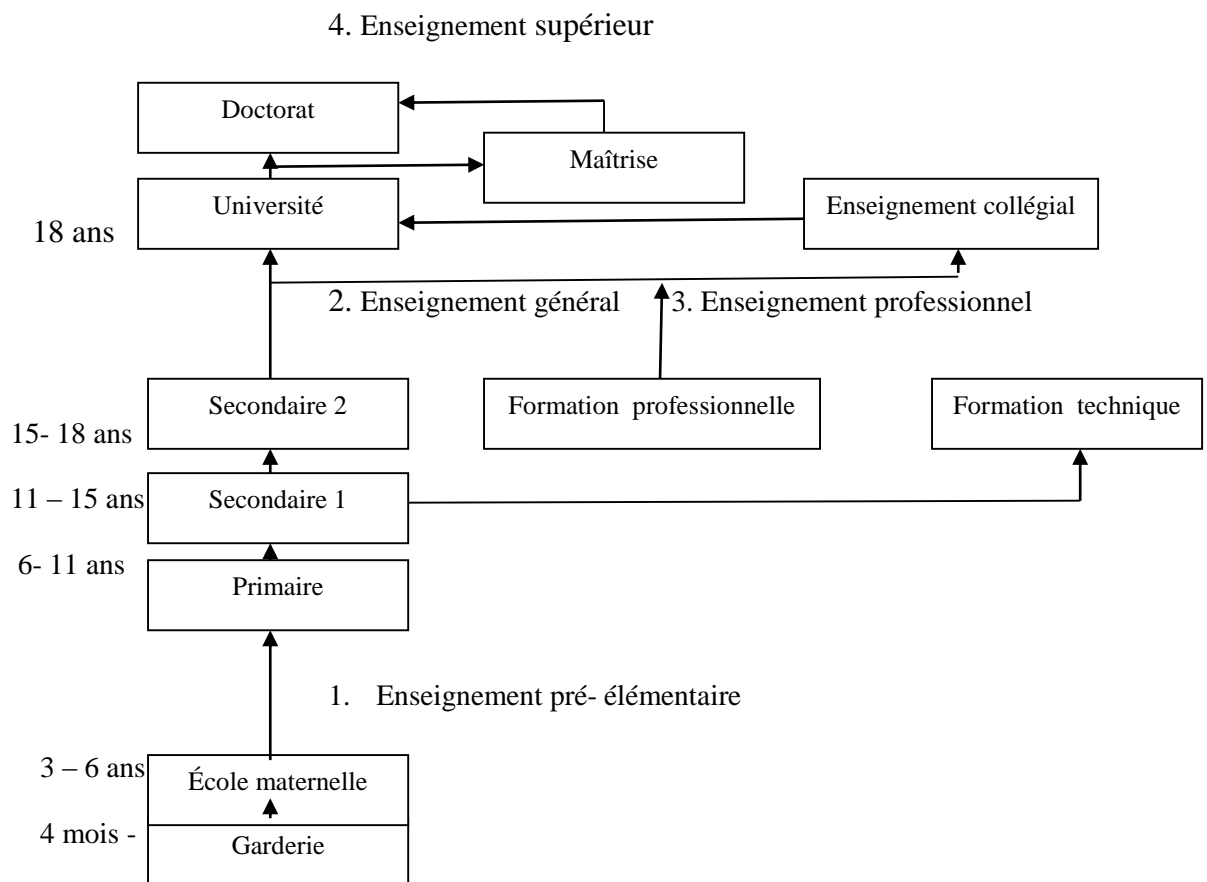 4. Enseignement supérieur
Doctorat
Maîtrise
Université
Enseignement collégial
18 ans
2. Enseignement général
3. Enseignement professionnel
Secondaire 2
Formation professionnelle
Formation technique
15- 18 ans
11 – 15 ans
Secondaire 1
6- 11 ans
Primaire
1. Enseignement pré- élémentaire
3 – 6 ans
École maternelle
4 mois -
Garderie